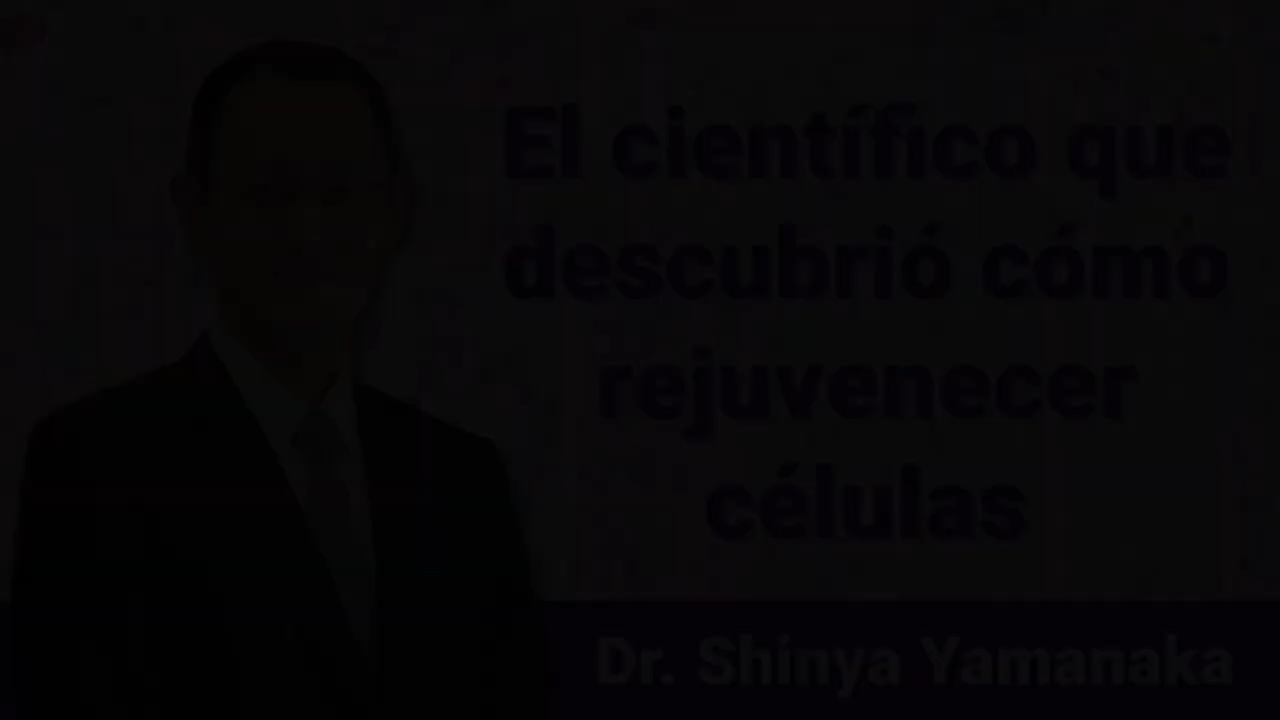 El científico que
descubrió cómo
rejuvenecer
células
Dr. Shinya Yamanaka